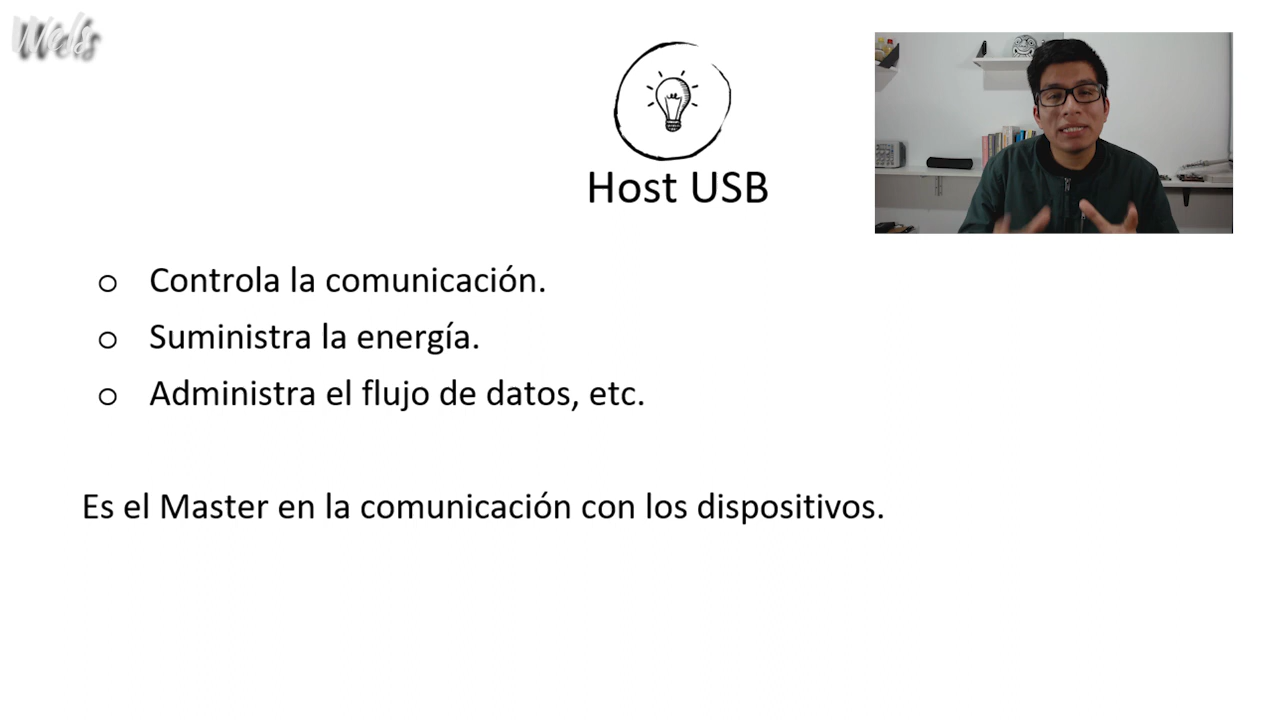 Wels
Host USB
Controla la comunicación.
Suministra la energía.
Administra el flujo de datos, etc.
Es el Master en la comunicación con los dispositivos.